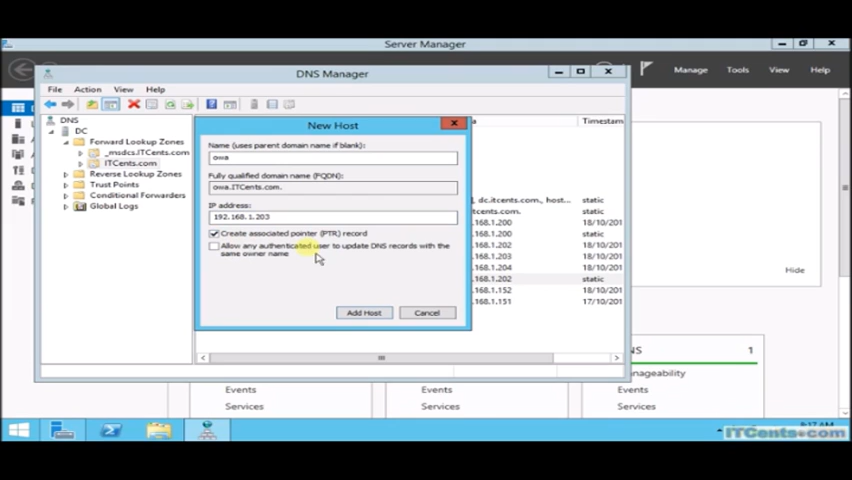 Server Manager
Manage Tools View Help
DNS Manager
File Action View Help
DNS
DC
Forward Lookup Zones
_msdcs.ITCents.com
ITCents.com
Reverse Lookup Zones
Trust Points
Conditional Forwarders
Global Logs
New Host
Name (uses parent domain name if blank):
owa
Fully qualified domain name (FQDN):
owa.ITCents.com.
IP address:
192.168.1.203
Create associated pointer (PTR) record
Allow any authenticated user to update DNS records with the
same owner name
Add Host Cancel
a Timestam
dc.itcents.com., host... static
.168.1.200 static
.168.1.200 18/10/201
.168.1.202 18/10/201
.168.1.203 18/10/201
.168.1.204 18/10/201
.168.1.202 static
.168.1.152 18/10/201
.168.1.151 17/10/201
Hide
NS 1
manageability
Events Events Events
Services Services Services
ITCents.com